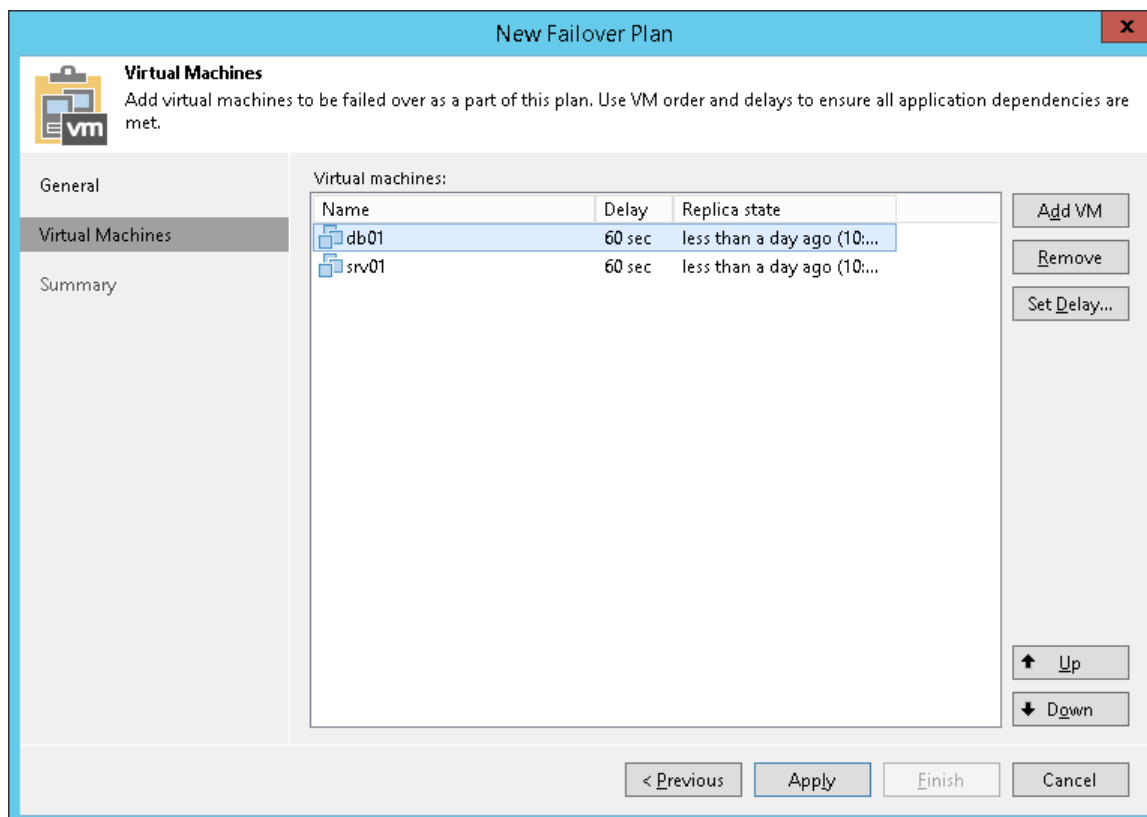 New Failover Plan
x
Virtual Machines
Add virtual machines to be failed over as a part of this plan. Use VM order and delays to ensure all application dependencies are
met.
vm
General
Virtual Machines
Summary
Virtual machines:
Name Delay Replica state
db01 60 sec less than a day ago (10:...
srv01 60 sec less than a day ago (10:...
Add VM
Remove
Set Delay...
Up
Down
< Previous Apply Finish Cancel